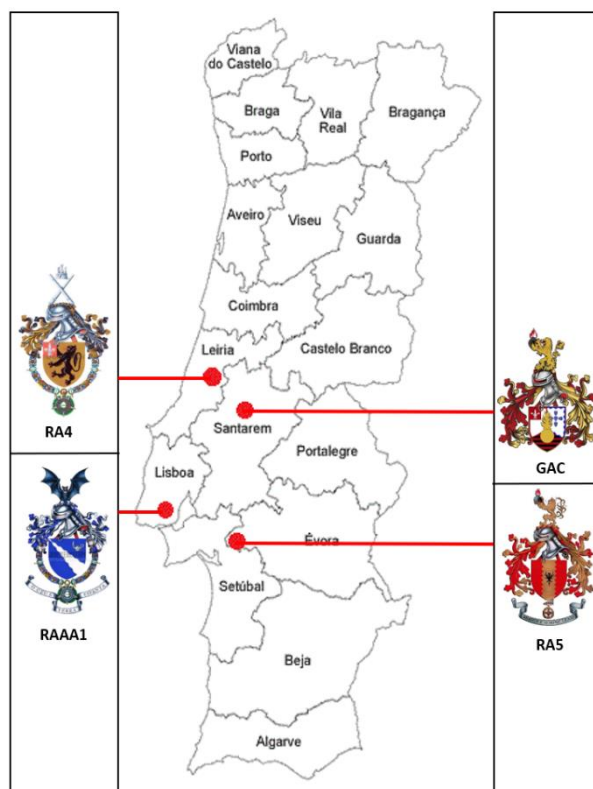 Viana
do Castelo
Braga
Vila
Real
Bragança
Porto
Aveiro
Viseu
Guarda
Coimbra
Leiria
Castelo Branco
RA4
Santarem
GAC
Lisboa
Portalegre
Évora
Setúbal
RAAA1
RA5
Beja
Algarve